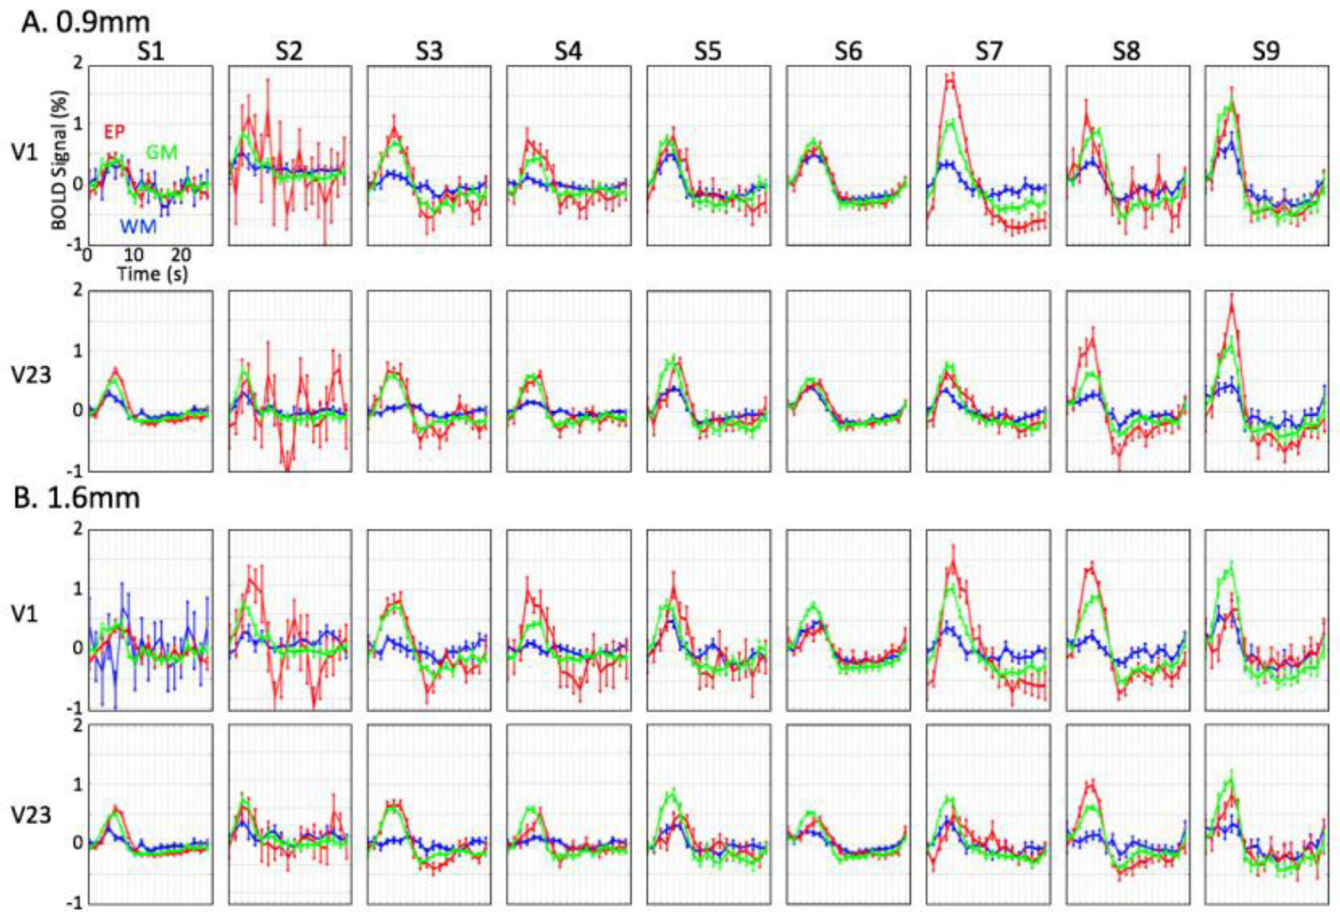 A. 0.9mm
S1 S2 S3 S4 S5 S6 S7 S8 S9
V1
BOLD Signal (%)
2
1
0
-1
EP
GM
WM
0 10 20
Time (s)
V23
2
1
0
-1
B. 1.6mm
V1
2
1
0
-1
V23
2
1
0
-1